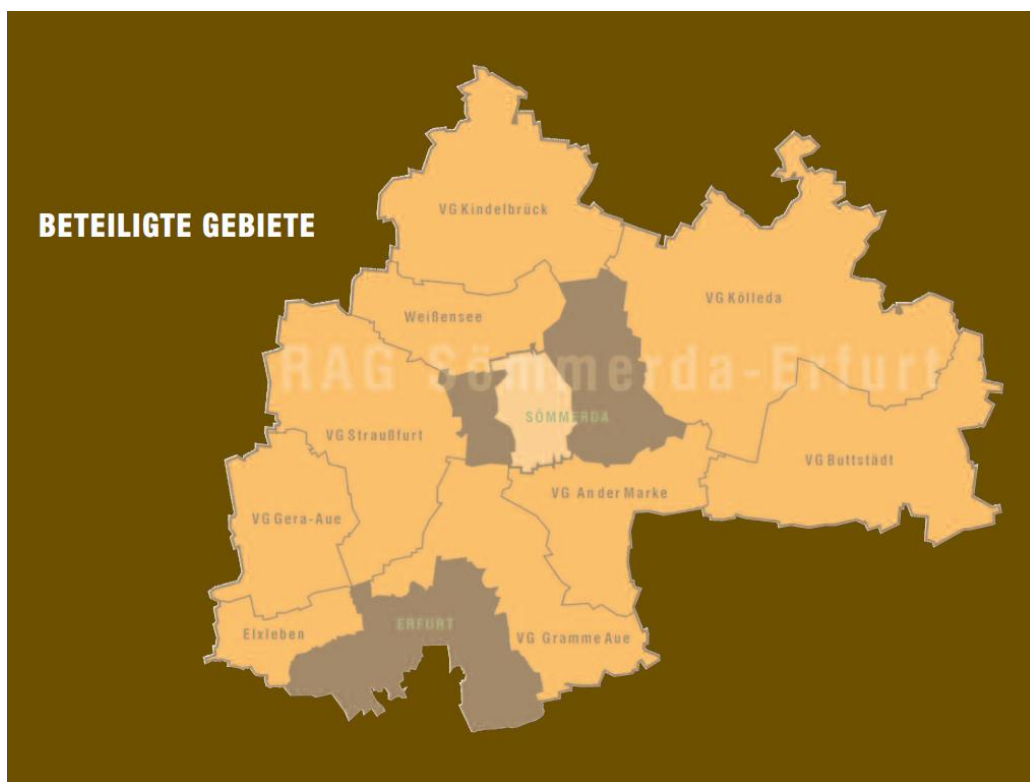 VG Kindelbrück
BETEILIGTE GEBIETE
VG Kölleda
Weißensee
RAG Sömmerda-Erfurt
SÖMMERDA
VG Straußfurt
VG Buttstädt
VG An der Marke
VG Gera-Aue
ERFURT
Elxleben
VG Gramme Aue